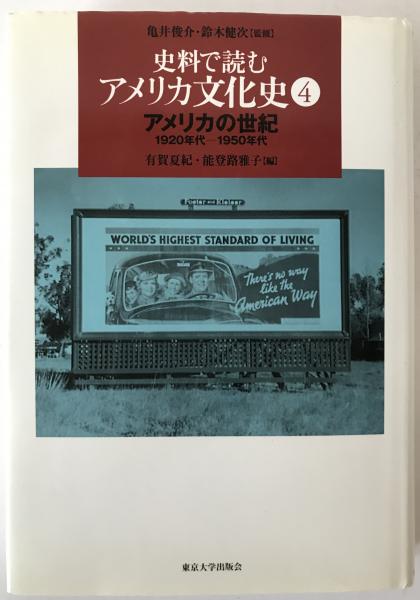 亀井俊介・鈴木健次[監修]
史料で読む
アメリカ文化史4
アメリカの世紀
1920年代―1950年代
有賀夏紀・能登路雅子[編]
Foster and Kleiser
WORLD'S HIGHEST STANDARD OF LIVING
There's no way
like the
American Way
東京大学出版会